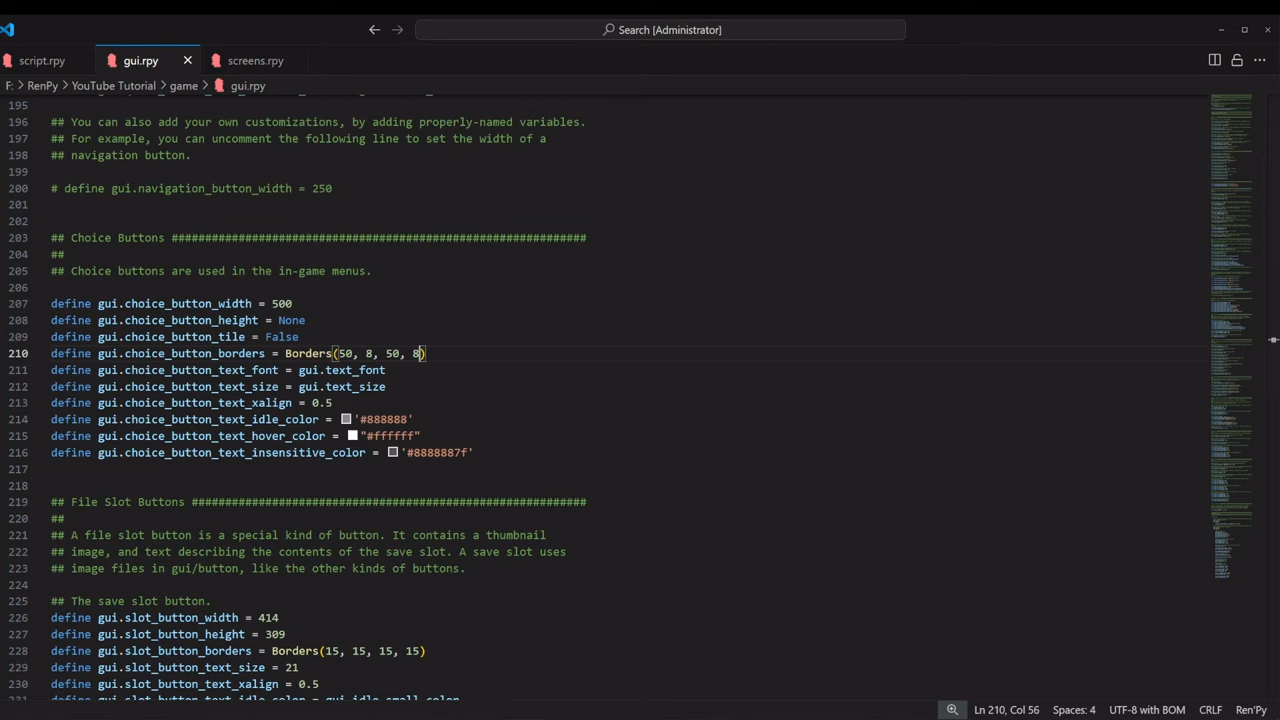 Search [Administrator]
script.rpy
gui.rpy
screens.rpy
F: > RenPy > YouTube Tutorial > game > gui.rpy
195
196 ## You can also add your own customizations, by adding properly-named variables.
197 ## For example, you can uncomment the following line to set the width of a
198 ## navigation button.
199
200 # define gui.navigation_button_width = 250
201
202
203 ## Choice Buttons ##############################################################
204 ##
205 ## Choice buttons are used in the in-game menus.
206
207 define gui.choice_button_width = 500
208 define gui.choice_button_height = None
209 define gui.choice_button_tile = False
210 define gui.choice_button_borders = Borders(50, 8, 50, 8)
211 define gui.choice_button_text_font = gui.text_font
212 define gui.choice_button_text_size = gui.text_size
213 define gui.choice_button_text_xalign = 0.5
214 define gui.choice_button_text_idle_color = '#888888'
215 define gui.choice_button_text_hover_color = "#ffffff"
216 define gui.choice_button_text_insensitive_color = '#8888887f'
217
218
219 ## File Slot Buttons ###########################################################
220 ##
221 ## A file slot button is a special kind of button. It contains a thumbnail
222 ## image, and text describing the contents of the save slot. A save slot uses
223 ## image files in gui/button, like the other kinds of buttons.
224
225 ## The save slot button.
226 define gui.slot_button_width = 414
227 define gui.slot_button_height = 309
228 define gui.slot_button_borders = Borders(15, 15, 15, 15)
229 define gui.slot_button_text_size = 21
230 define gui.slot_button_text_xalign = 0.5
231 define gui.slot_button_text_idle_color = gui.idle_small_color
Ln 210, Col 56
Spaces: 4
UTF-8 with BOM
CRLF
Ren'Py